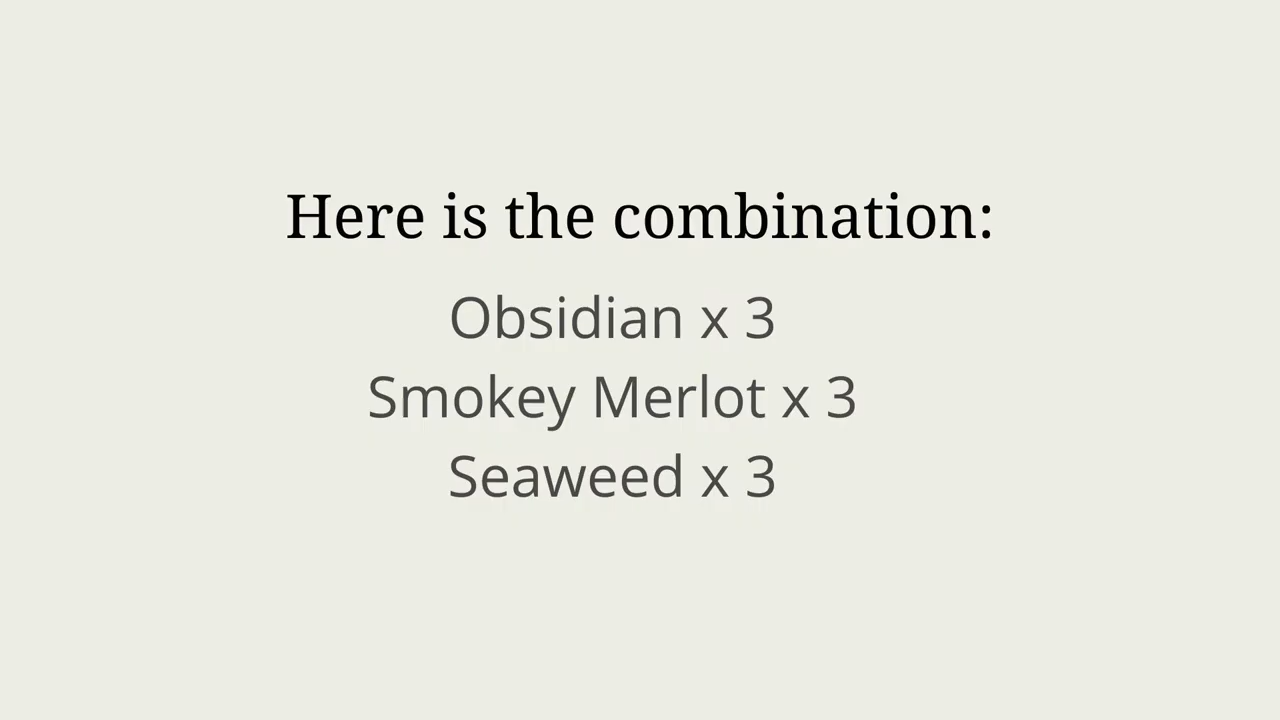 Here is the combination:
Obsidian x 3
Smokey Merlot x 3
Seaweed x 3